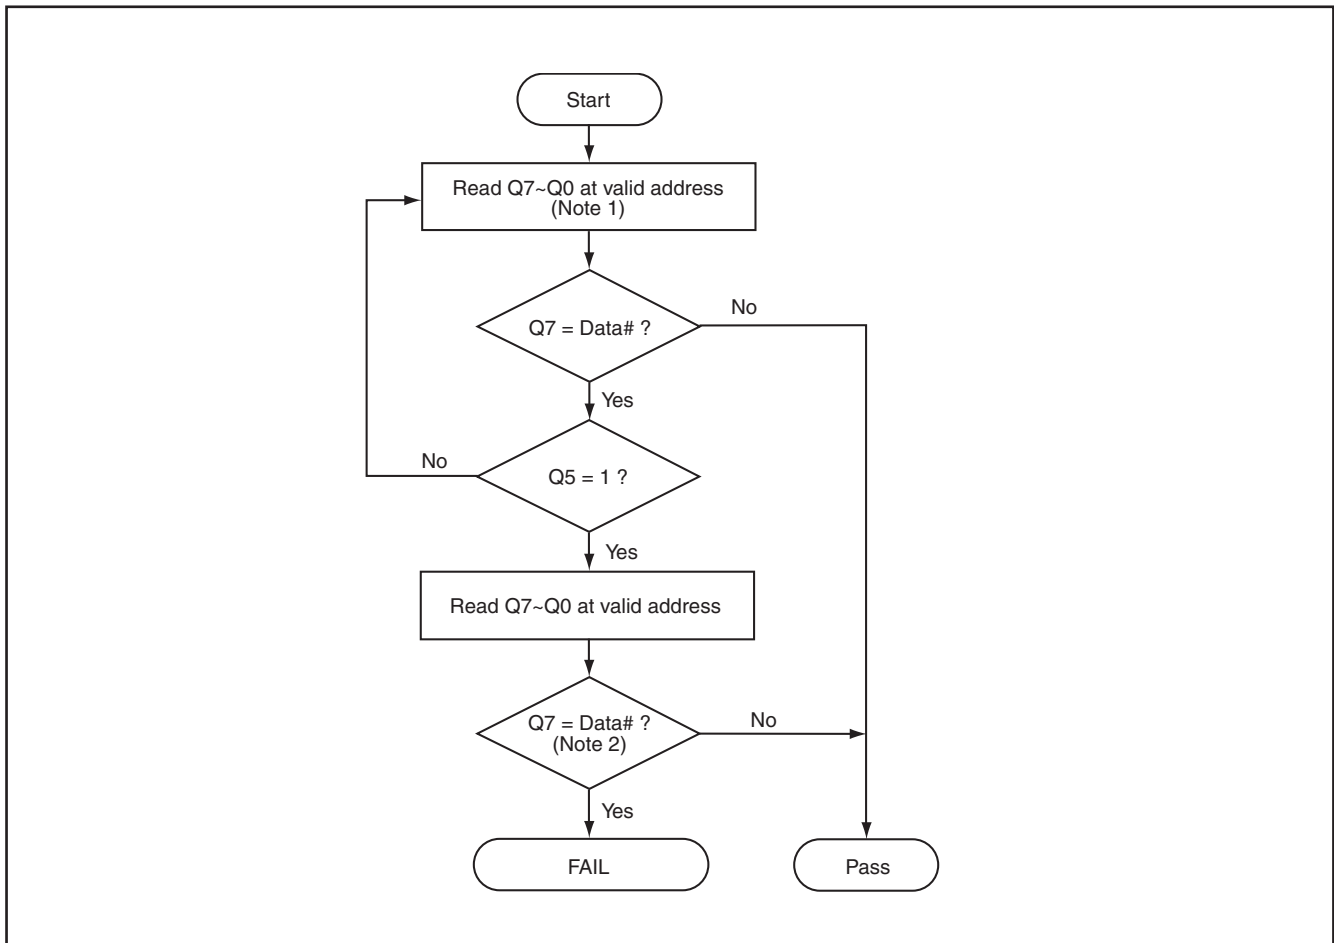 Start
Read Q7~Q0 at valid address
(Note 1)
Q7 = Data# ?
No
Yes
Q5 = 1 ?
No
Yes
Read Q7~Q0 at valid address
Q7 = Data# ?
(Note 2)
No
Yes
FAIL
Pass